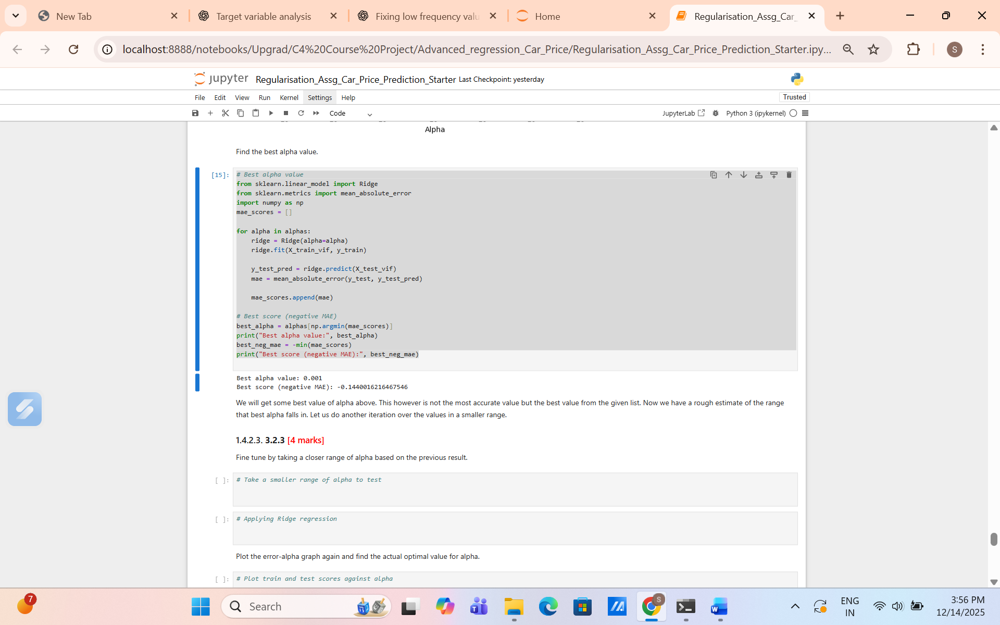 New Tab
Target variable analysis
Fixing low frequency valu
Home
Regularisation_Assg_Car_
localhost:8888/notebooks/Upgrad/C4%20Course%20Project/Advanced_regression_Car_Price/Regularisation_Assg_Car_Price_Prediction_Starter.ipy...
S
jupyter Regularisation_Assg_Car_Price_Prediction_Starter Last Checkpoint: yesterday
File Edit View Run Kernel Settings Help
Trusted
Code
JupyterLab
Python 3 (ipykernel)
Alpha
Find the best alpha value.
[15]: # Best alpha value
from sklearn.linear_model import Ridge
from sklearn.metrics import mean_absolute_error
import numpy as np
mae_scores = []
for alpha in alphas:
    ridge = Ridge(alpha=alpha)
    ridge.fit(X_train_vif, y_train)
    y_test_pred = ridge.predict(X_test_vif)
    mae = mean_absolute_error(y_test, y_test_pred)
    mae_scores.append(mae)
# Best score (negative MAE)
best_alpha = alphas[np.argmin(mae_scores)]
print("Best alpha value:", best_alpha)
best_neg_mae = -min(mae_scores)
print("Best score (negative MAE):", best_neg_mae)
Best alpha value: 0.001
Best score (negative MAE): -0.1440016216467546
We will get some best value of alpha above. This however is not the most accurate value but the best value from the given list. Now we have a rough estimate of the range
that best alpha falls in. Let us do another iteration over the values in a smaller range.
1.4.2.3. 3.2.3 [4 marks]
Fine tune by taking a closer range of alpha based on the previous result.
[ ]: # Take a smaller range of alpha to test
[ ]: # Applying Ridge regression
Plot the error-alpha graph again and find the actual optimal value for alpha.
[ ]: # Plot train and test scores against alpha
7
Search
S
ENG
IN
3:56 PM
12/14/2025